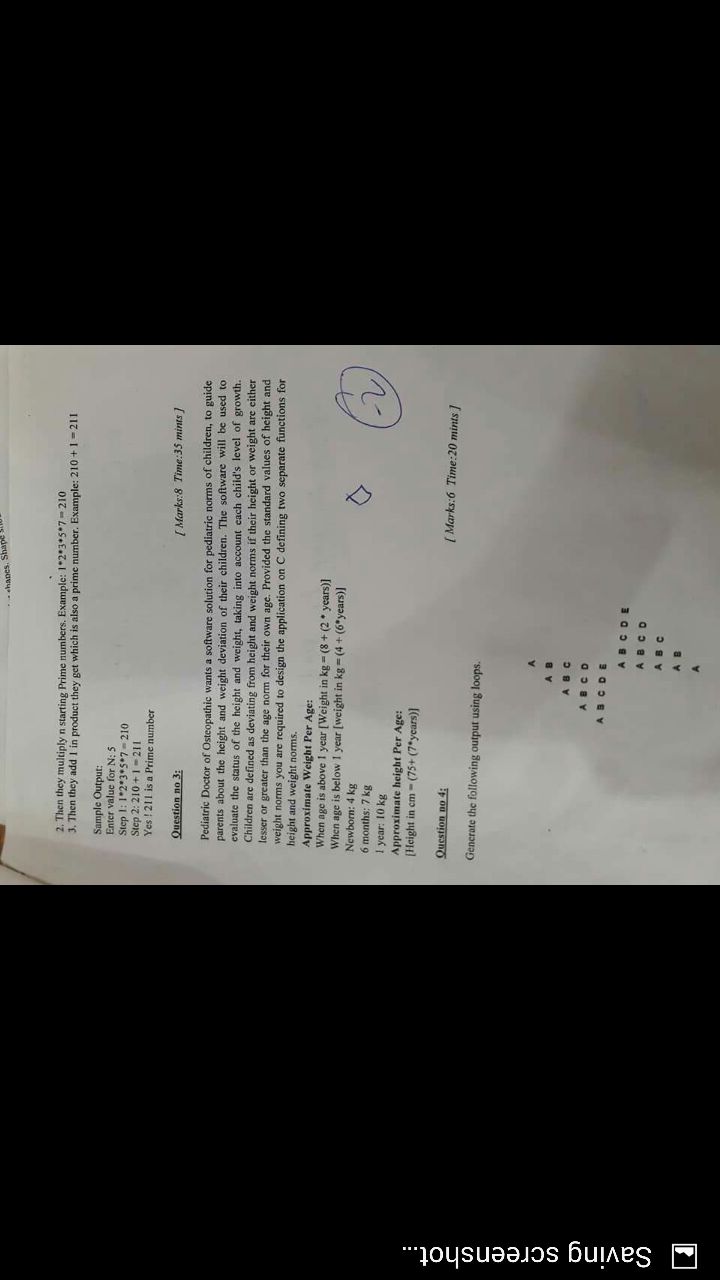 2. Then they multiply n starting Prime numbers. Example: 1*2*3*5*7 = 210
3. Then they add 1 in product they get which is also a prime number. Example: 210 + 1 = 211
Sample Output:
Enter value for N: 5
Step 1: 1*2*3*5*7 = 210
Step 2: 210 + 1 = 211
Yes ! 211 is a Prime number
Question no 3:
[ Marks:8 Time:35 mints ]
Pediatric Doctor of Osteopathic wants a software solution for pediatric norms of children, to guide
parents about the height and weight deviation of their children. The software will be used to
evaluate the status of the height and weight, taking into account each child's level of growth.
Children are defined as deviating from height and weight norms if their height or weight are either
lesser or greater than the age norm for their own age. Provided the standard values of height and
weight norms you are required to design the application on C defining two separate functions for
height and weight norms.
Approximate Weight Per Age:
When age is above 1 year [Weight in kg = (8 + (2 * years)]
When age is below 1 year [weight in kg = (4 + (6*years)]
Newborn: 4 kg
6 months: 7 kg
1 year: 10 kg
Approximate height Per Age:
[Height in cm = (75+ (7*years)]
Question no 4:
[ Marks:6 Time:20 mints ]
Generate the following output using loops.
A
A B
A B C
A B C D
A B C D E
A B C D E
A B C D
A B C
A B
A
Saving screenshot...